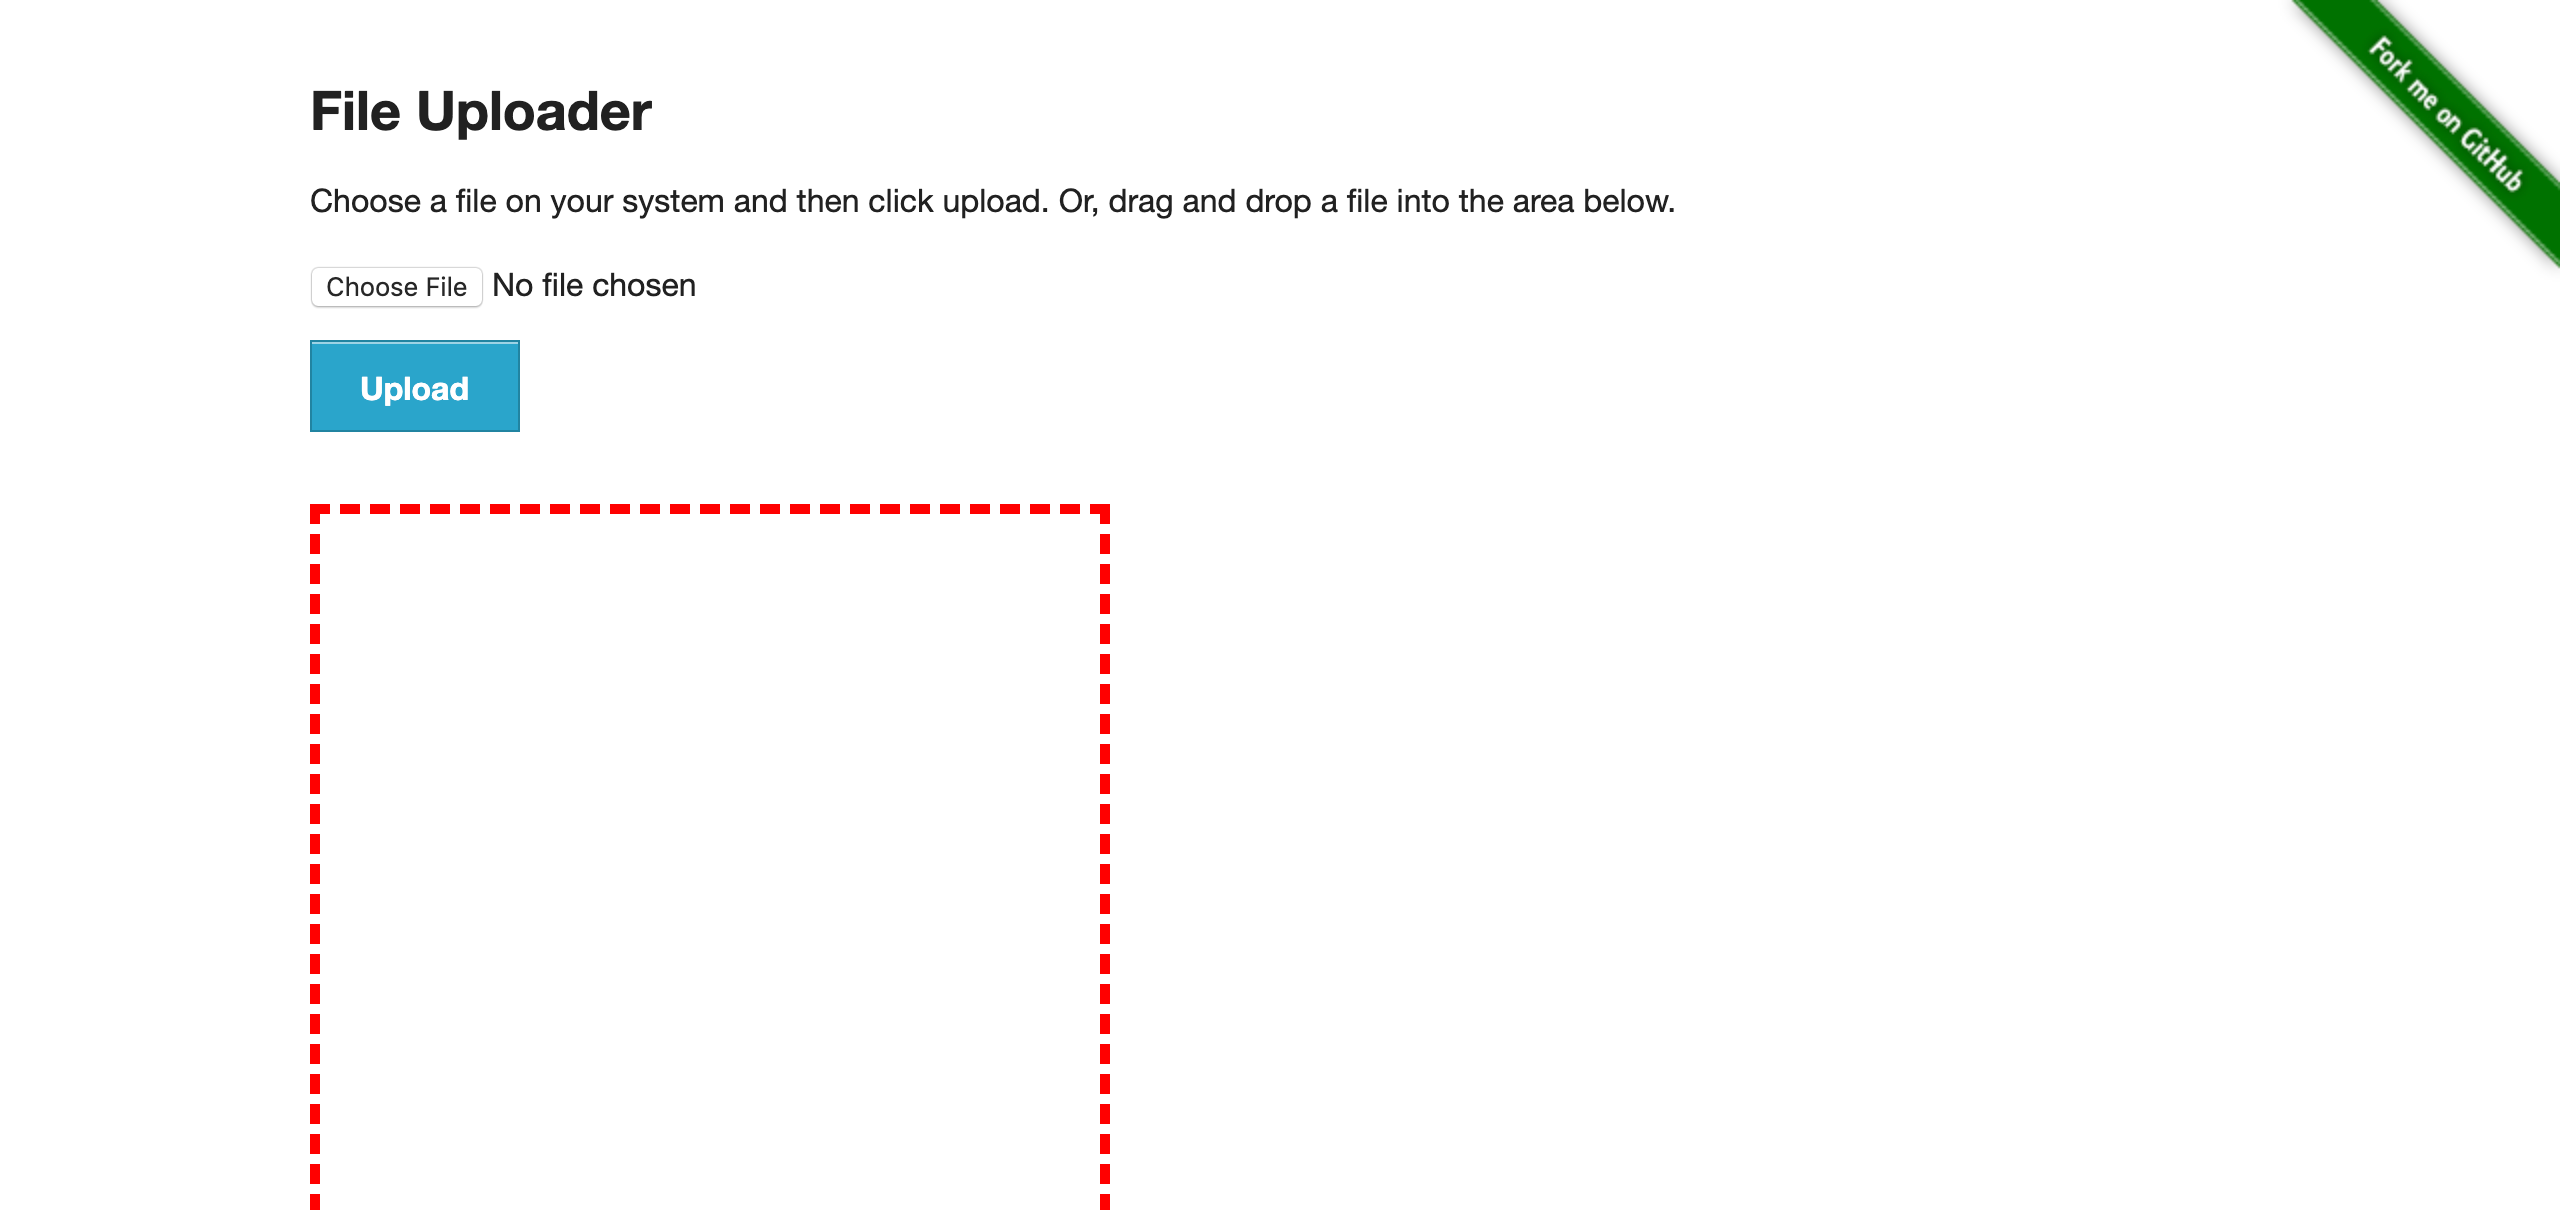 File Uploader
Choose a file on your system and then click upload. Or, drag and drop a file into the area below.
Choose File No file chosen
Upload
Fork me on GitHub